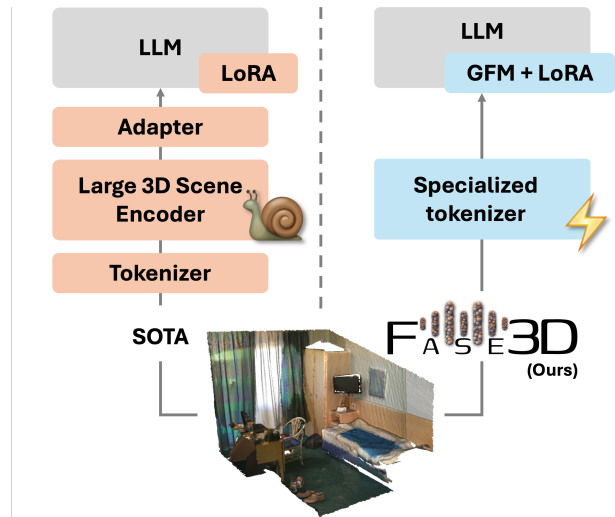 LLM
LoRA
Adapter
Large 3D Scene
Encoder
Tokenizer
SOTA
LLM
GFM + LoRA
Specialized
tokenizer
FASE3D
(Ours)